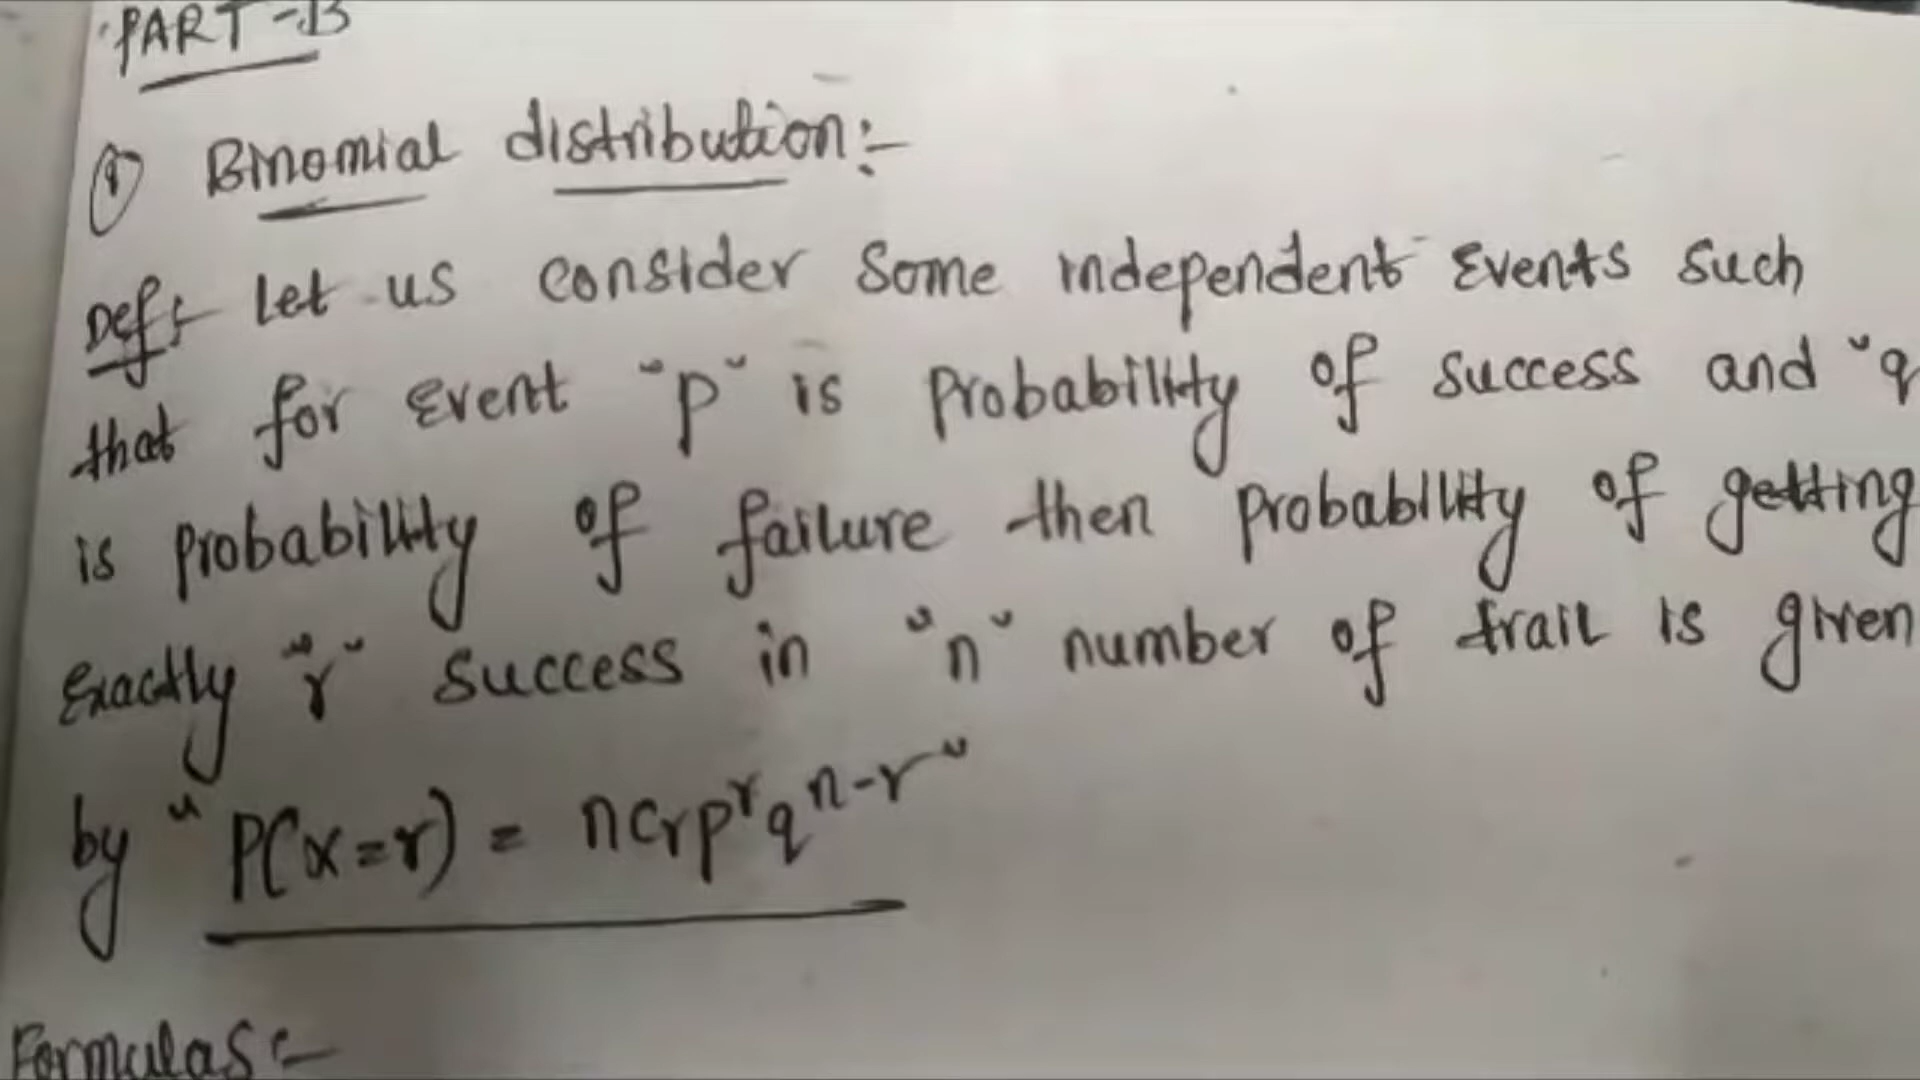 PART-B
① Binomial distribution:-
Def:- Let us consider some independent Events such
that for Event "p" is probability of success and "q
is probability of failure then probability of getting
Exactly "r" success in "n" number of trail is given
by "P(x=r) = ncrp^r q^n-r"
Formulas:-